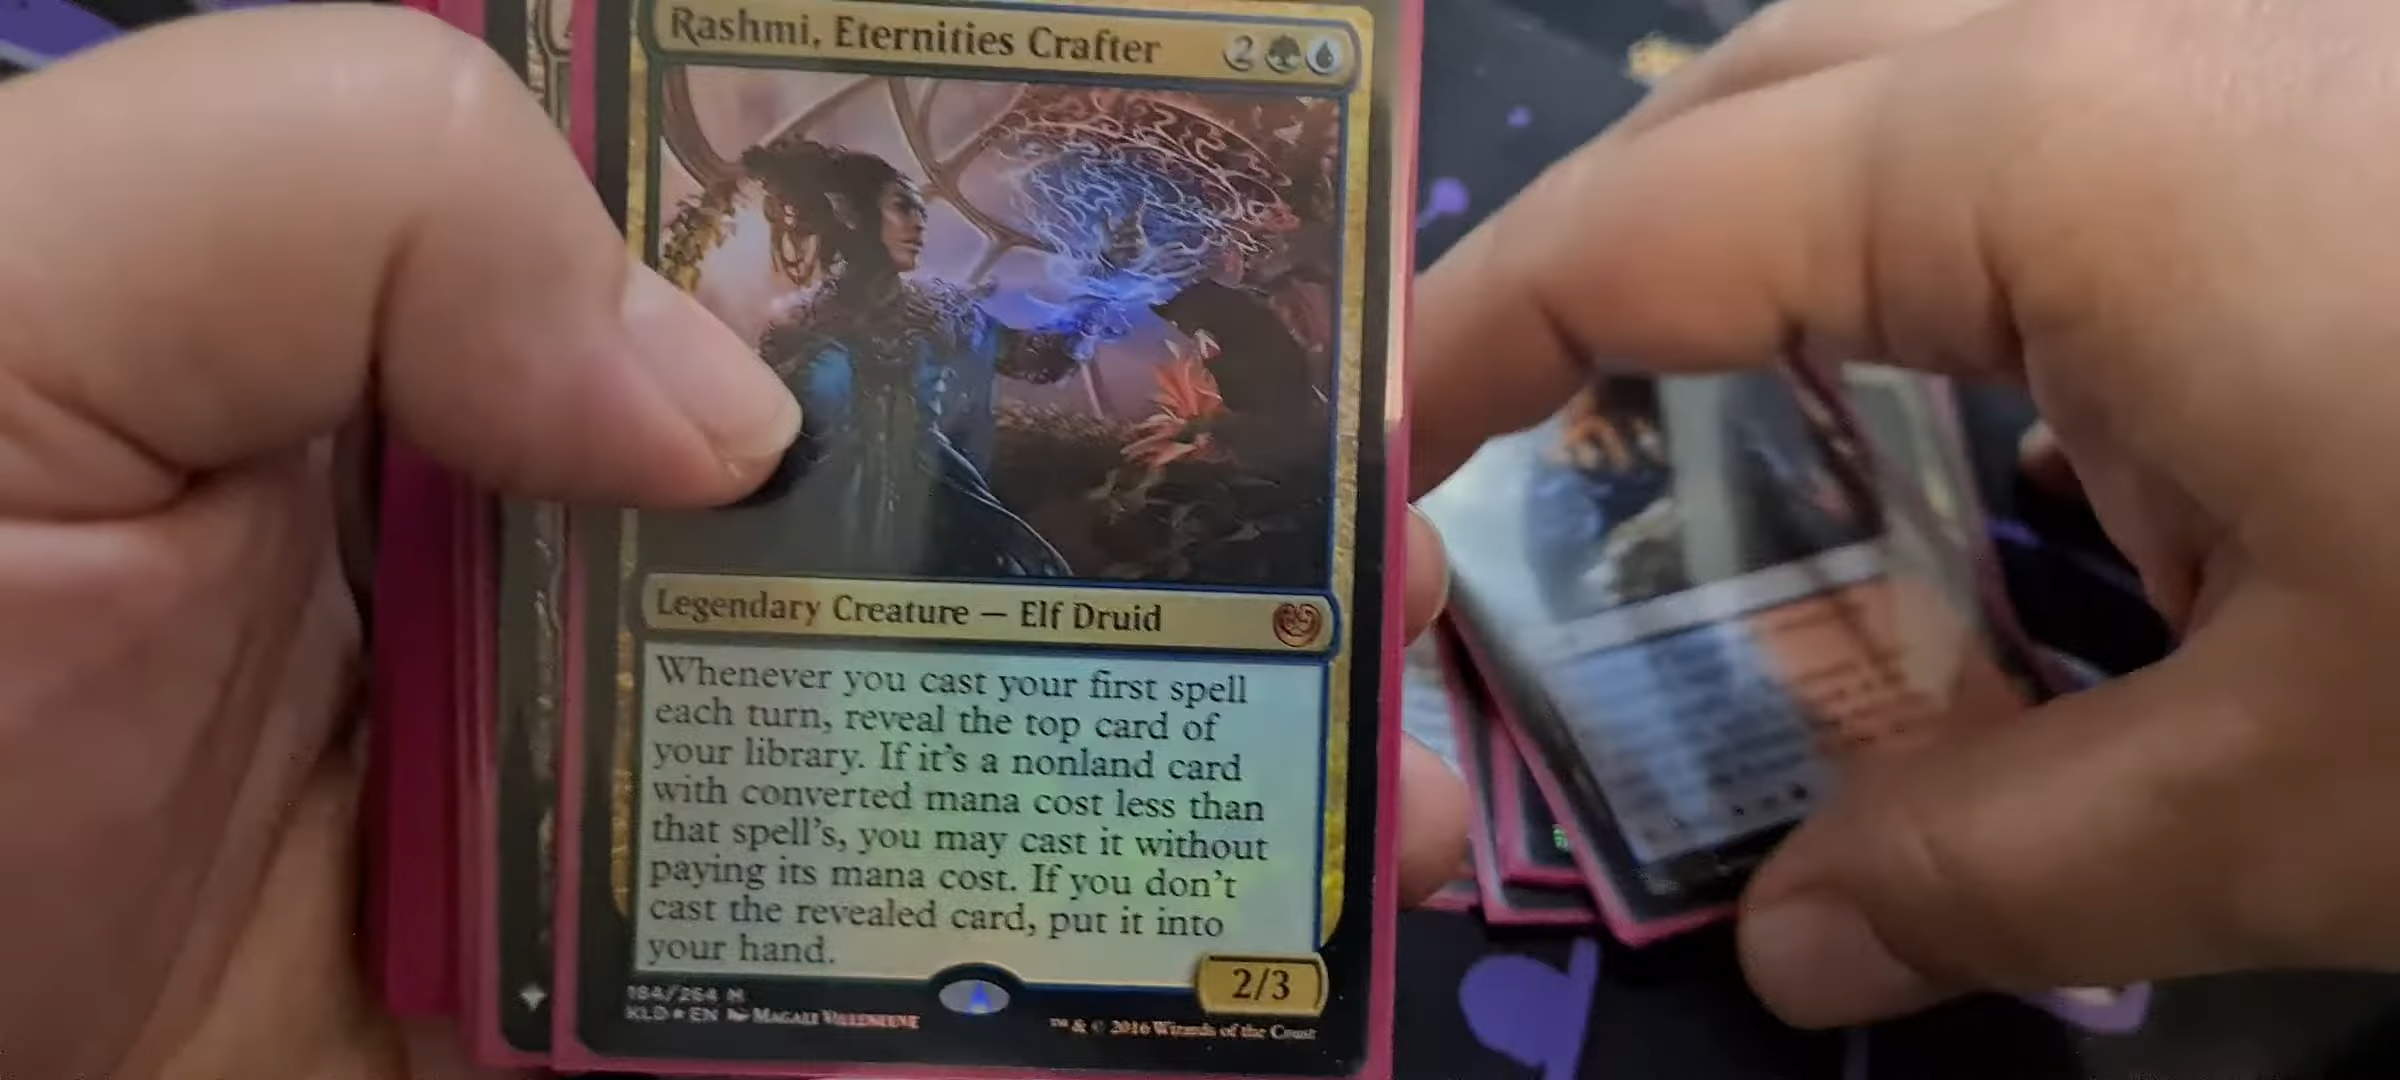 Rashmi, Eternities Crafter 2
Legendary Creature — Elf Druid
Whenever you cast your first spell
each turn, reveal the top card of
your library. If it's a nonland card
with converted mana cost less than
that spell's, you may cast it without
paying its mana cost. If you don't
cast the revealed card, put it into
your hand.
2/3
184/264 M
KLD★EN Magali Villeneuve
™ & © 2016 Wizards of the Coast